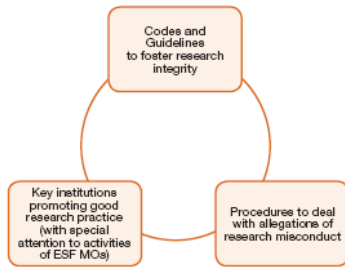 Codes and
Guidelines
to foster research
integrity
Key institutions
promoting good
research practice
(with special
attention to activities
of ESF MOs)
Procedures to deal
with allegations of
research misconduct